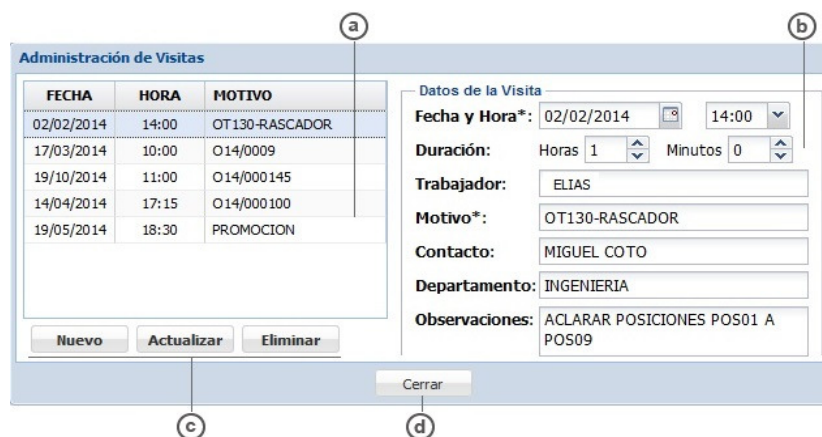 a
b
Administración de Visitas
FECHA HORA MOTIVO
02/02/2014 14:00 OT130-RASCADOR
17/03/2014 10:00 O14/0009
19/10/2014 11:00 O14/000145
14/04/2014 17:15 O14/000100
19/05/2014 18:30 PROMOCION
Nuevo Actualizar Eliminar
Datos de la Visita
Fecha y Hora*: 02/02/2014 14:00
Duración: Horas 1 Minutos 0
Trabajador: ELIAS
Motivo*: OT130-RASCADOR
Contacto: MIGUEL COTO
Departamento: INGENIERIA
Observaciones: ACLARAR POSICIONES POS01 A
POS09
Cerrar
c
d